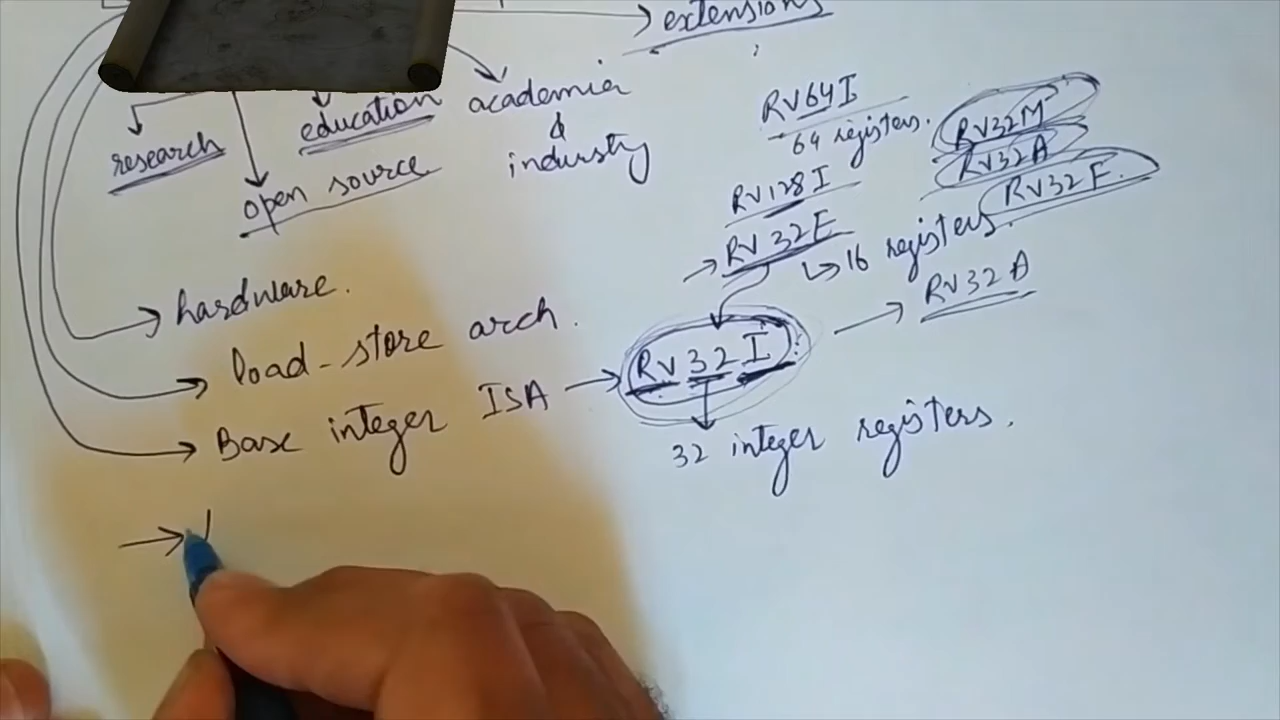 extensions
research
education
academia
&
industry
open source
RV64I
64 registers.
RV32M
RV32A
RV32F.
RV128I
RV32E
16 registers.
RV32A
hardware.
load-store arch.
Base integer ISA
RV32I
32 integer registers.